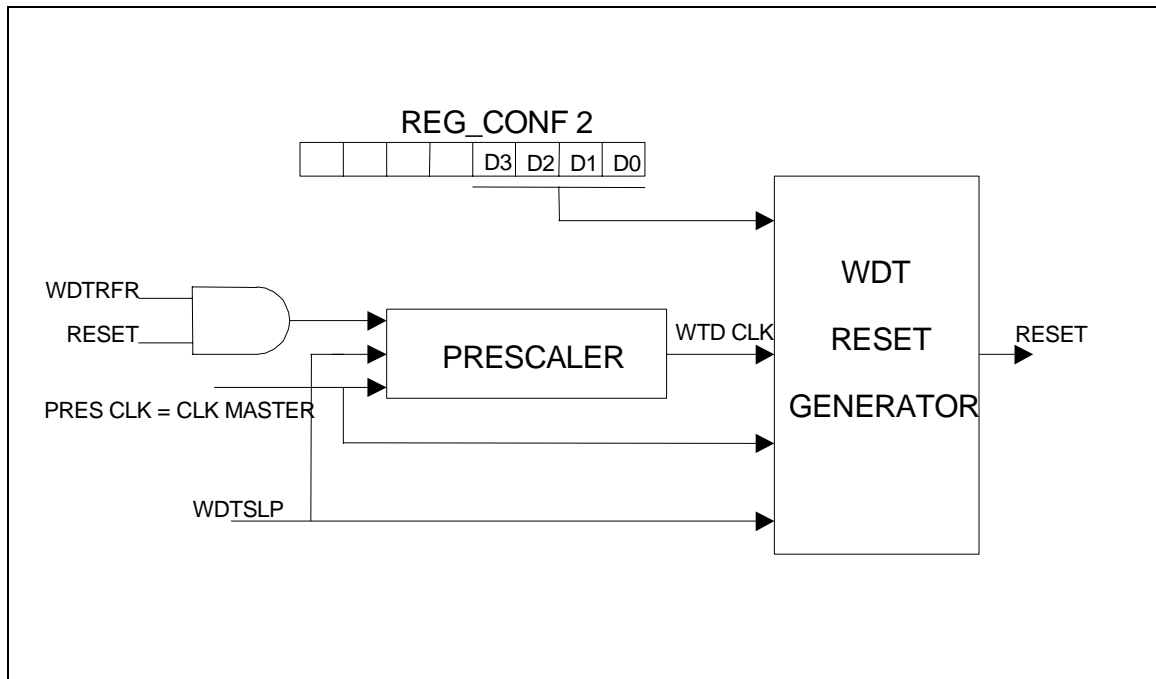 REG_CONF 2
D3 D2 D1 D0
WDTRFR
RESET
PRES CLK = CLK MASTER
WDTSLP
PRESCALER
WTD CLK
WDT
RESET
GENERATOR
RESET